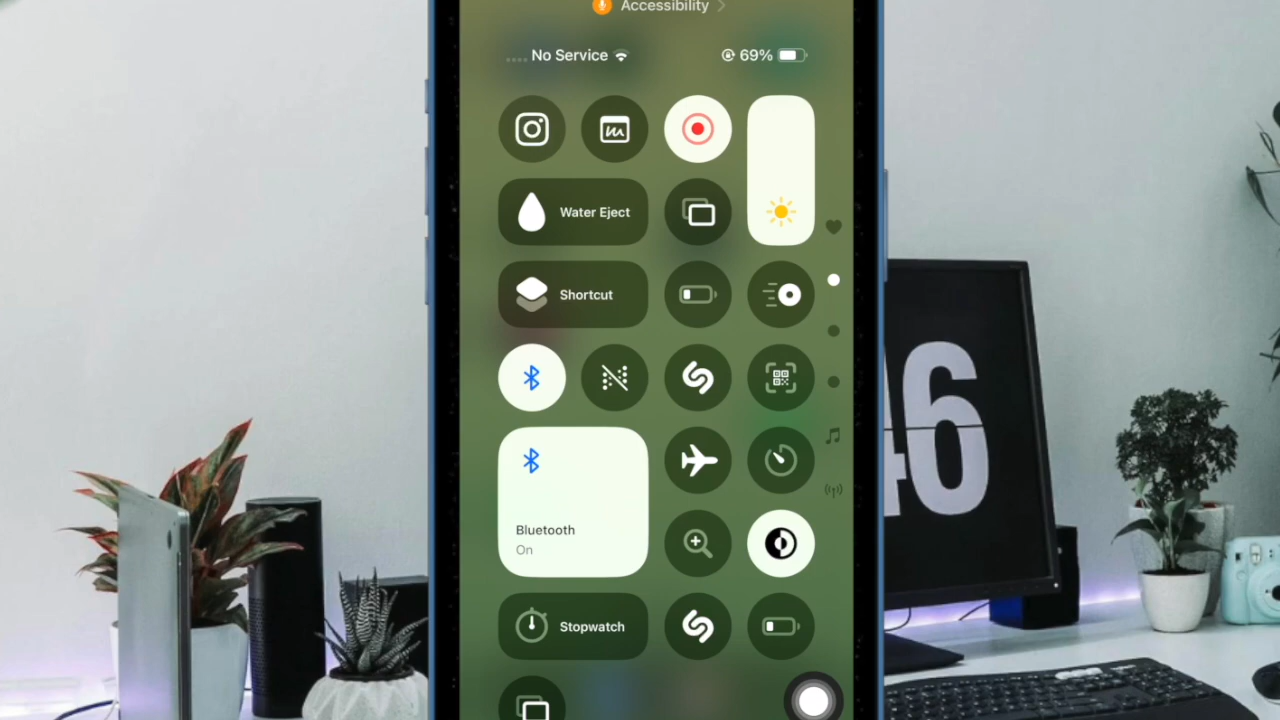 Accessibility
No Service
69%
Water Eject
Shortcut
Bluetooth
On
Stopwatch
46